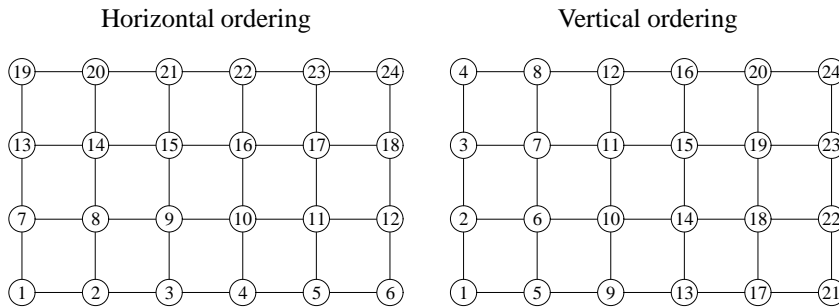 Horizontal ordering
19 20 21 22 23 24
13 14 15 16 17 18
7 8 9 10 11 12
1 2 3 4 5 6
Vertical ordering
4 8 12 16 20 24
3 7 11 15 19 23
2 6 10 14 18 22
1 5 9 13 17 21